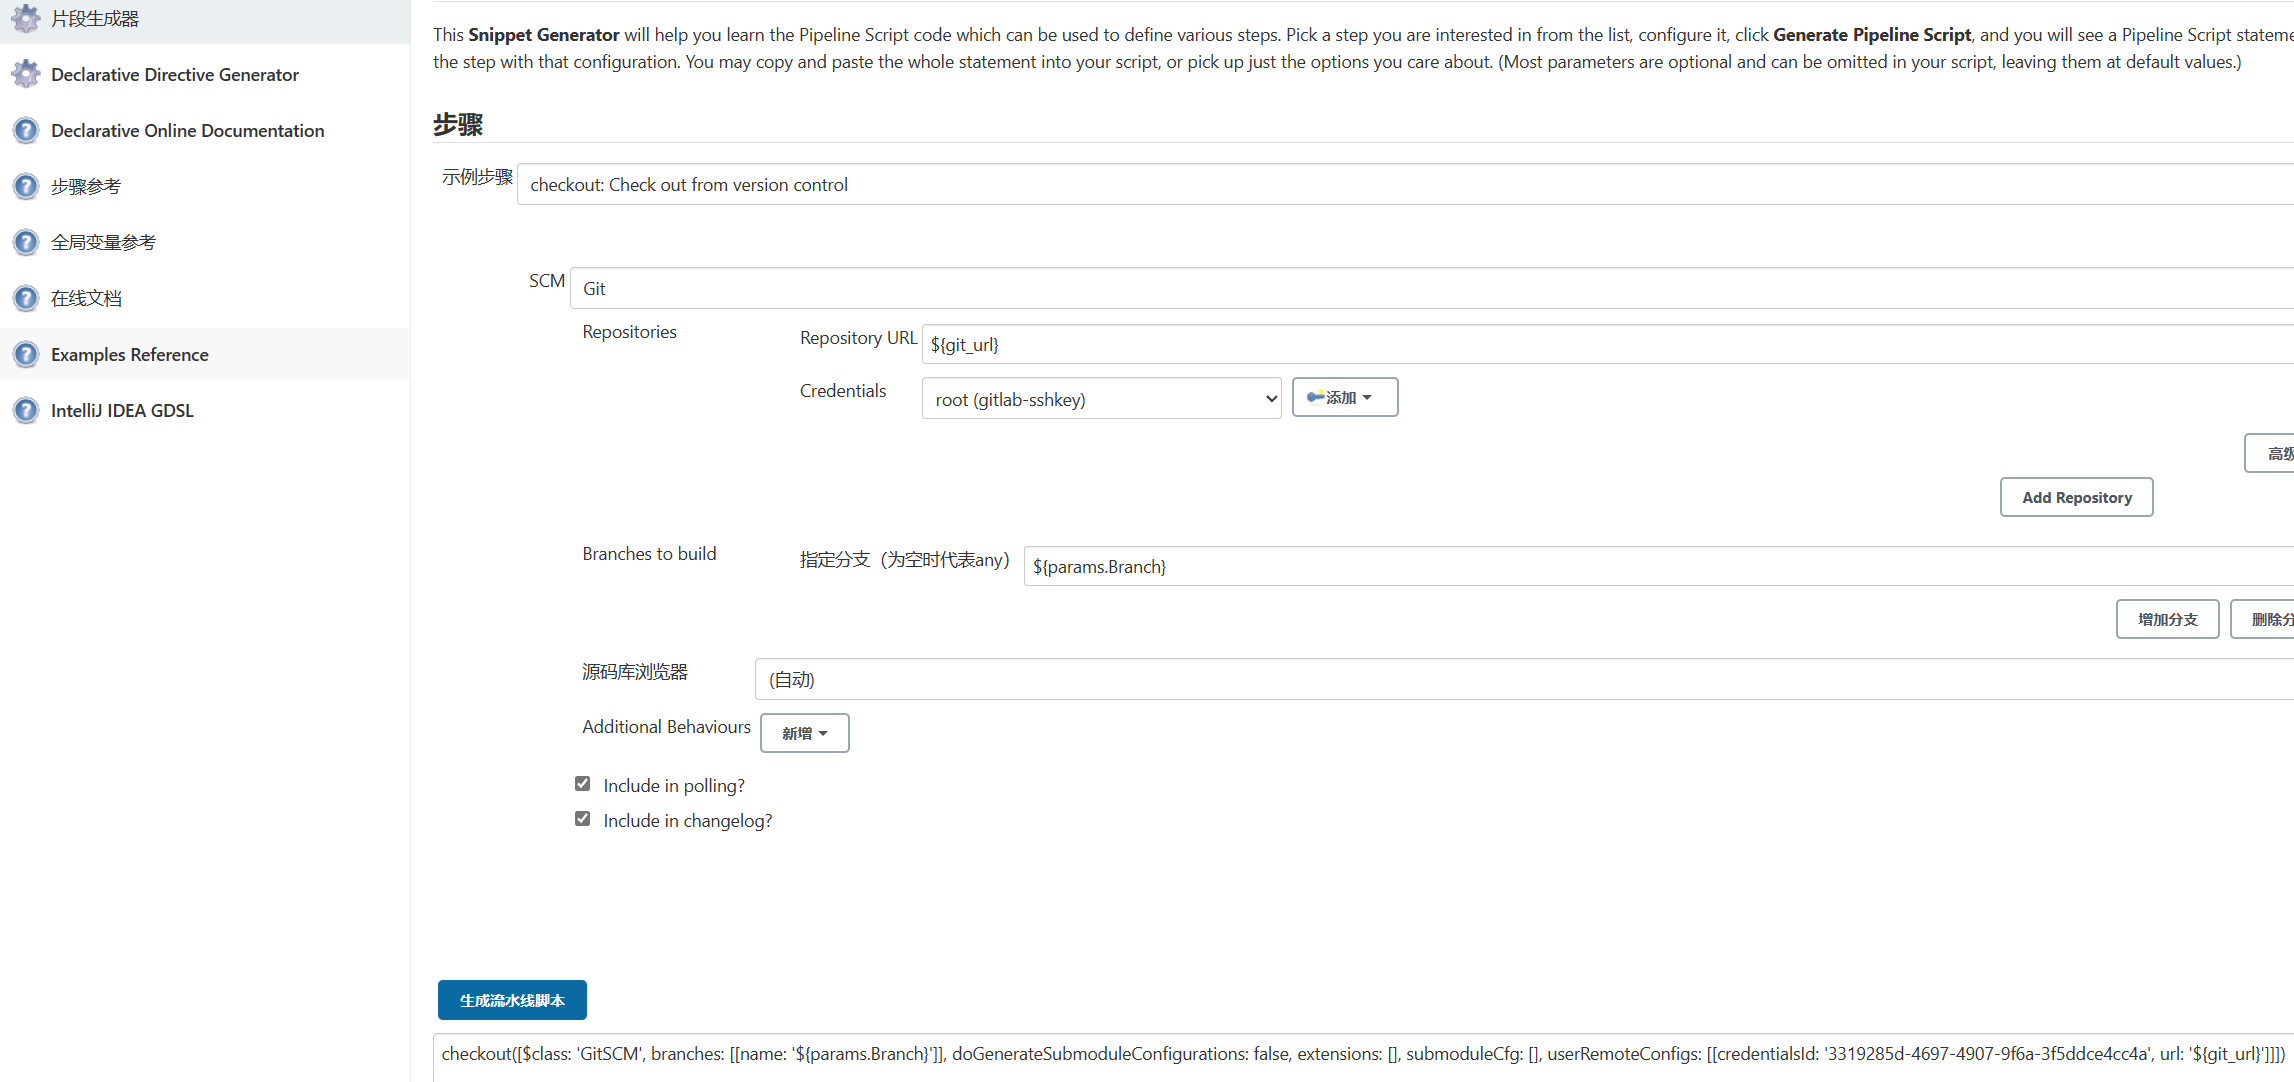 片段生成器
Declarative Directive Generator
Declarative Online Documentation
步骤参考
全局变量参考
在线文档
Examples Reference
IntelliJ IDEA GDSL
This Snippet Generator will help you learn the Pipeline Script code which can be used to define various steps. Pick a step you are interested in from the list, configure it, click Generate Pipeline Script, and you will see a Pipeline Script stateme
the step with that configuration. You may copy and paste the whole statement into your script, or pick up just the options you care about. (Most parameters are optional and can be omitted in your script, leaving them at default values.)
步骤
示例步骤 checkout: Check out from version control
SCM Git
Repositories Repository URL ${git_url}
Credentials root (gitlab-sshkey) 添加
高级
Add Repository
Branches to build 指定分支（为空时代表any） ${params.Branch}
增加分支 删除分
源码库浏览器 (自动)
Additional Behaviours 新增
Include in polling?
Include in changelog?
生成流水线脚本
checkout([$class: 'GitSCM', branches: [[name: '${params.Branch}']], doGenerateSubmoduleConfigurations: false, extensions: [], submoduleCfg: [], userRemoteConfigs: [[credentialsId: '3319285d-4697-4907-9f6a-3f5ddce4cc4a', url: '${git_url}']]])